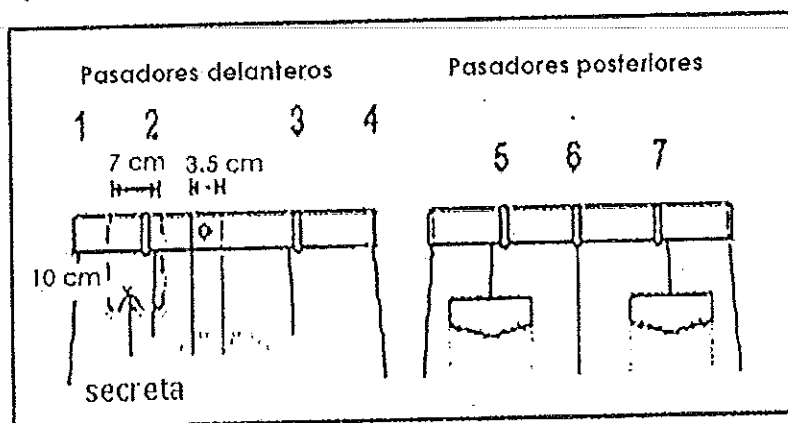 Pasadores delanteros
Pasadores posteriores
1 2 3 4
7 cm 3.5 cm
5 6 7
10 cm
secreta